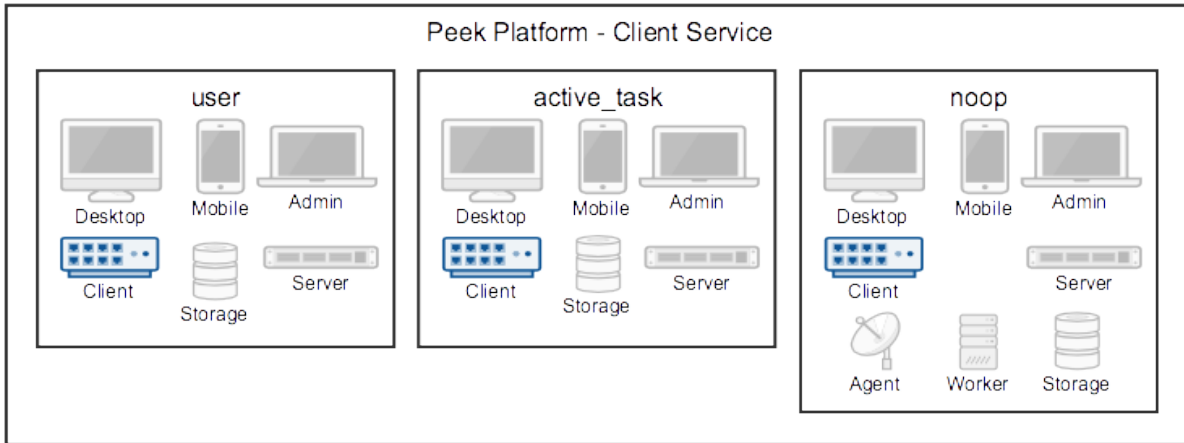 Peek Platform - Client Service
user
Desktop
Mobile
Admin
Client
Storage
Server
active_task
Desktop
Mobile
Admin
Client
Storage
Server
noop
Desktop
Mobile
Admin
Client
Server
Agent
Worker
Storage